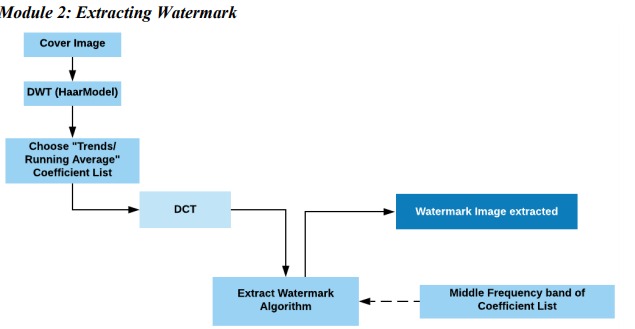 Module 2: Extracting Watermark
Cover Image
DWT (HaarModel)
Choose "Trends/
Running Average"
Coefficient List
DCT
Watermark Image extracted
Extract Watermark
Algorithm
Middle Frequency band of
Coefficient List